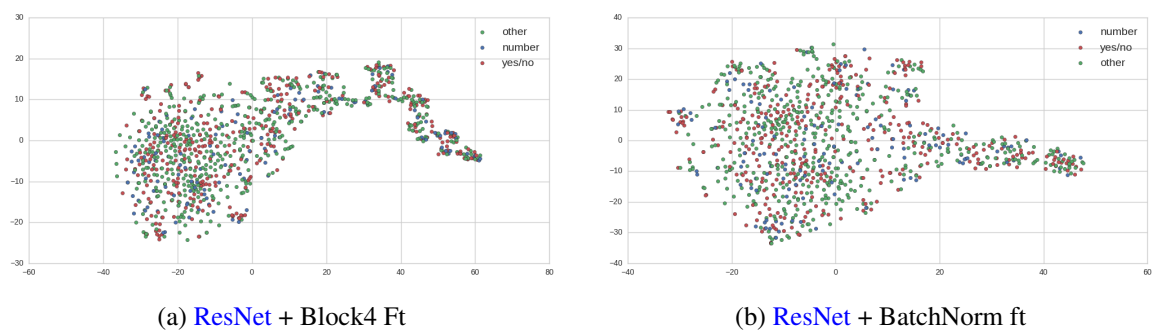 30
20
10
0
−10
−20
−30
−60 −40 −20 0 20 40 60 80
other
number
yes/no
(a) ResNet + Block4 Ft
40
30
20
10
0
−10
−20
−30
−40
−40 −20 0 20 40 60
number
yes/no
other
(b) ResNet + BatchNorm ft